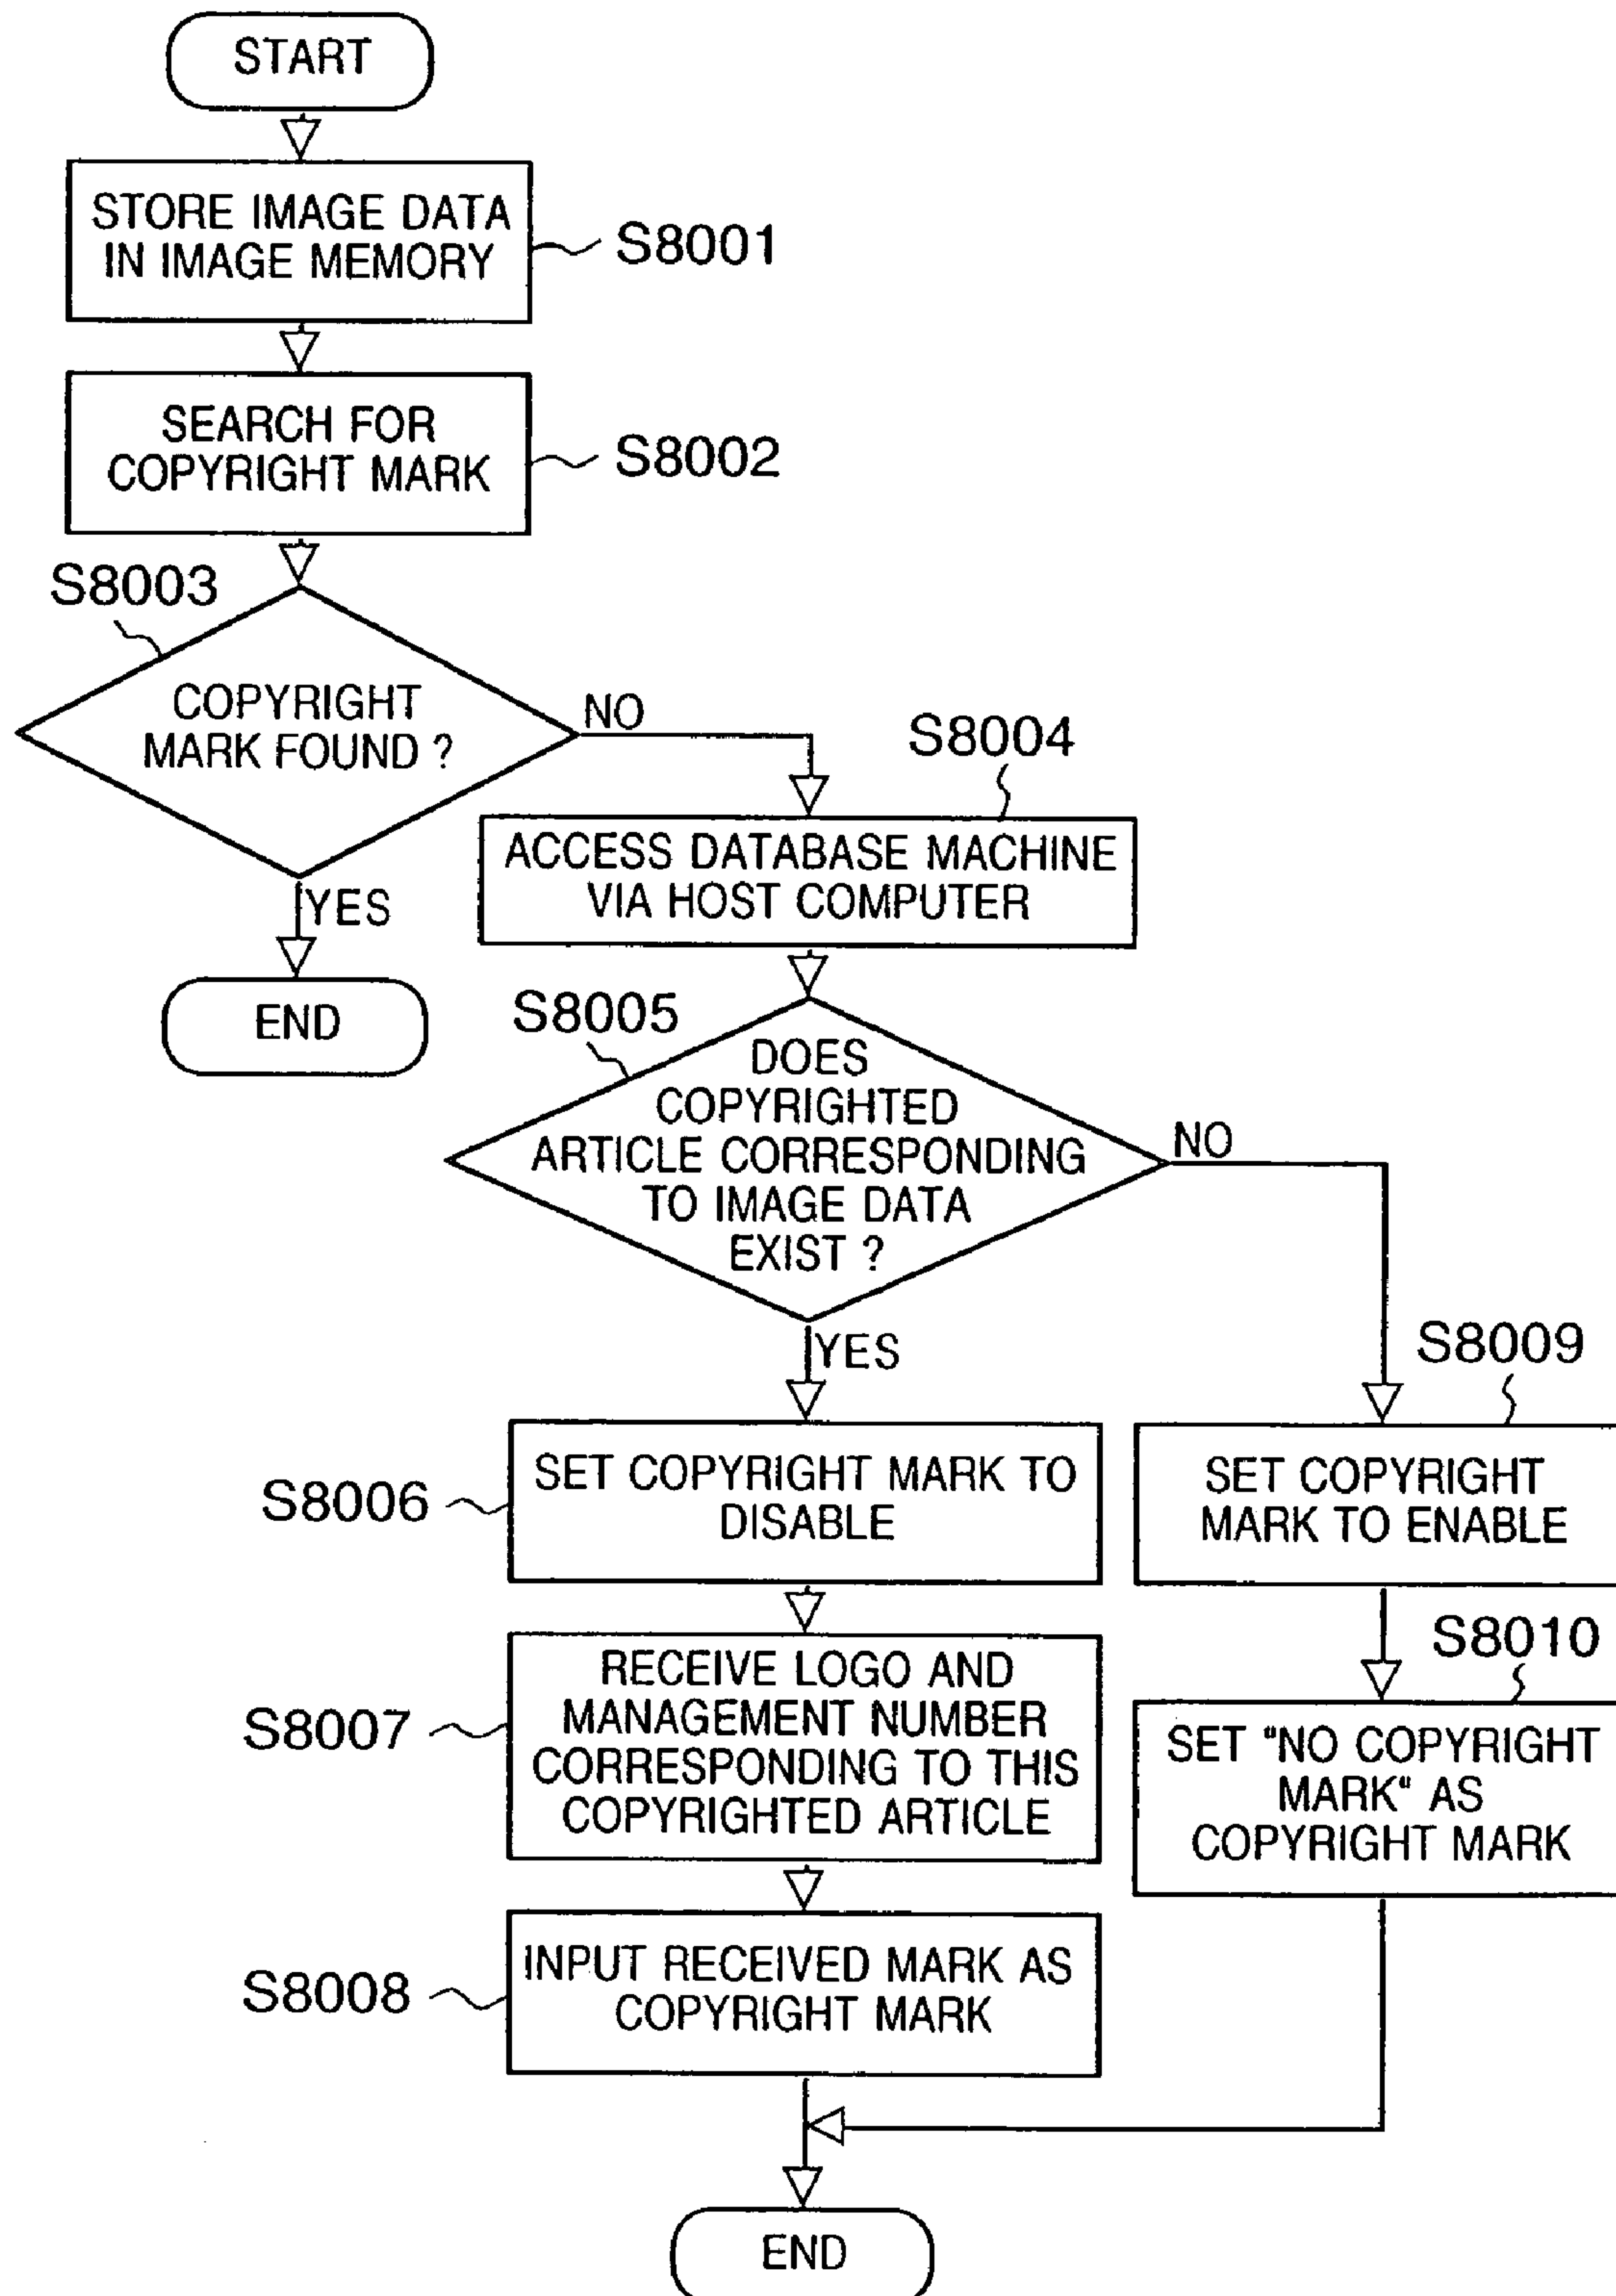 START
STORE IMAGE DATA
IN IMAGE MEMORY
S8001
SEARCH FOR
COPYRIGHT MARK
S8002
S8003
COPYRIGHT
MARK FOUND ?
NO
YES
END
S8004
ACCESS DATABASE MACHINE
VIA HOST COMPUTER
S8005
DOES
COPYRIGHTED
ARTICLE CORRESPONDING
TO IMAGE DATA
EXIST ?
NO
YES
S8006
SET COPYRIGHT MARK TO
DISABLE
S8009
SET COPYRIGHT
MARK TO ENABLE
S8007
RECEIVE LOGO AND
MANAGEMENT NUMBER
CORRESPONDING TO THIS
COPYRIGHTED ARTICLE
S8010
SET "NO COPYRIGHT
MARK" AS
COPYRIGHT MARK
S8008
INPUT RECEIVED MARK AS
COPYRIGHT MARK
END